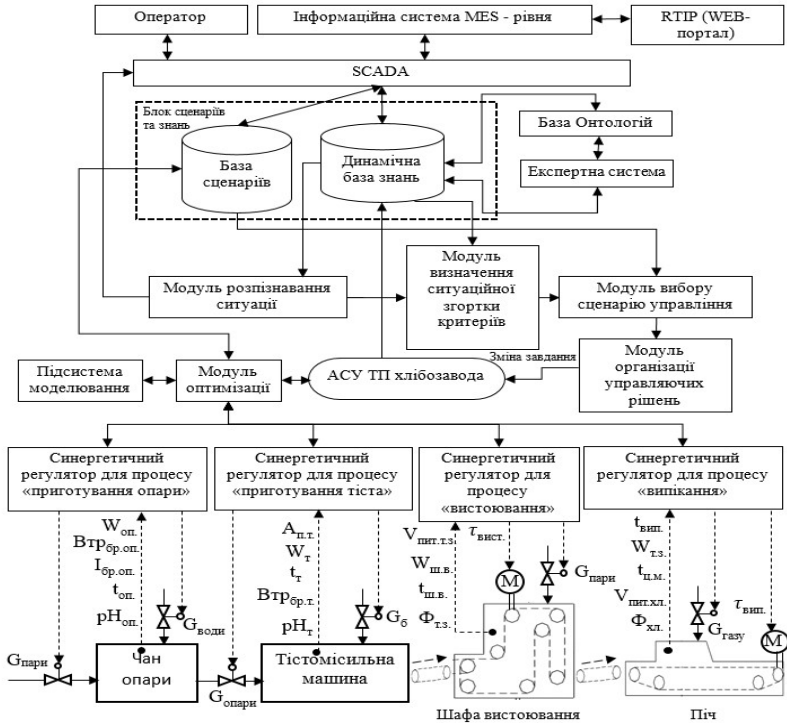 Оператор
Інформаційна система MES - рівня
RTIP (WEB-
портал)
SCADA
Блок сценаріїв
та знань
База
сценаріїв
Динамічна
база знань
База Онтологій
Експертна система
Модуль розпізнавання
ситуації
Модуль
визначення
ситуаційної
згортки
критеріїв
Модуль вибору
сценарію управління
Підсистема
моделювання
Модуль
оптимізації
АСУ ТП хлібозавода
Зміна завдання
Модуль
організації
управляючих
рішень
Синергетичний
регулятор для процесу
«приготування опари»
Синергетичний
регулятор для процесу
«приготування тіста»
Синергетичний
регулятор для
процесу
«вистоювання»
Синергетичний
регулятор для процесу
«випікання»
Wоп.
Втрбр.оп.
Iбр.оп.
tоп.
pHоп.
Gпари
Gводи
Чан
опари
Gопари
Aп.т.
Wт
tт
Втрбр.т.
pHт
Gб
Тістомісильна
машина
Vпит.т.з.
Wш.в.
tш.в.
Фт.з.
τвист.
M
Gпари
Шафа вистоювання
tвип.
Wт.з.
tц.м.
Vпит.хл.
Фхл.
Gгазу
τвип.
M
Піч